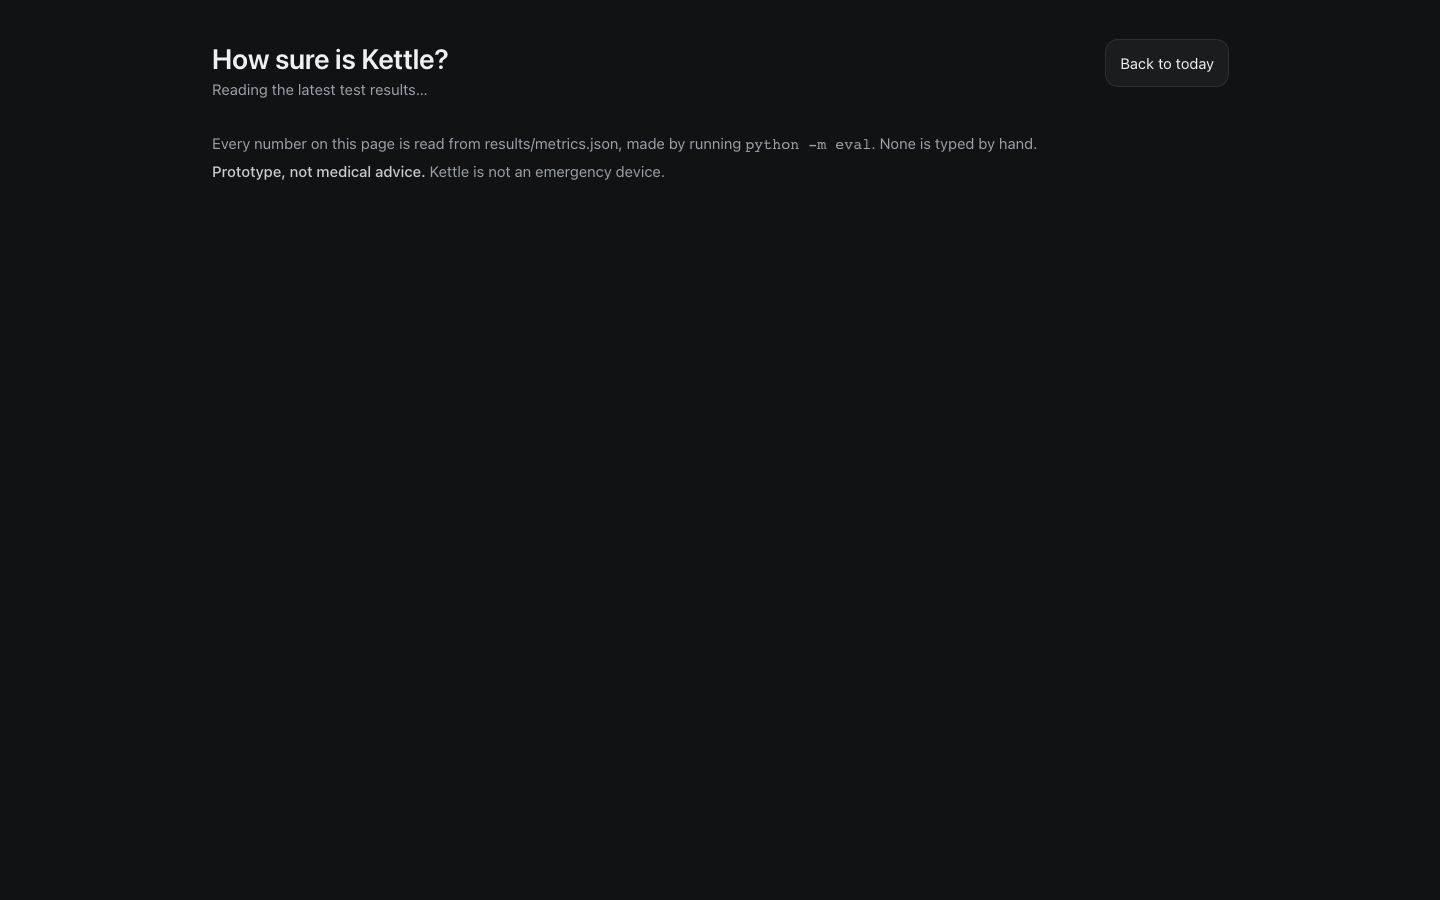 How sure is Kettle?
Back to today
Reading the latest test results...
Every number on this page is read from results/metrics.json, made by running python -m eval. None is typed by hand.
Prototype, not medical advice. Kettle is not an emergency device.